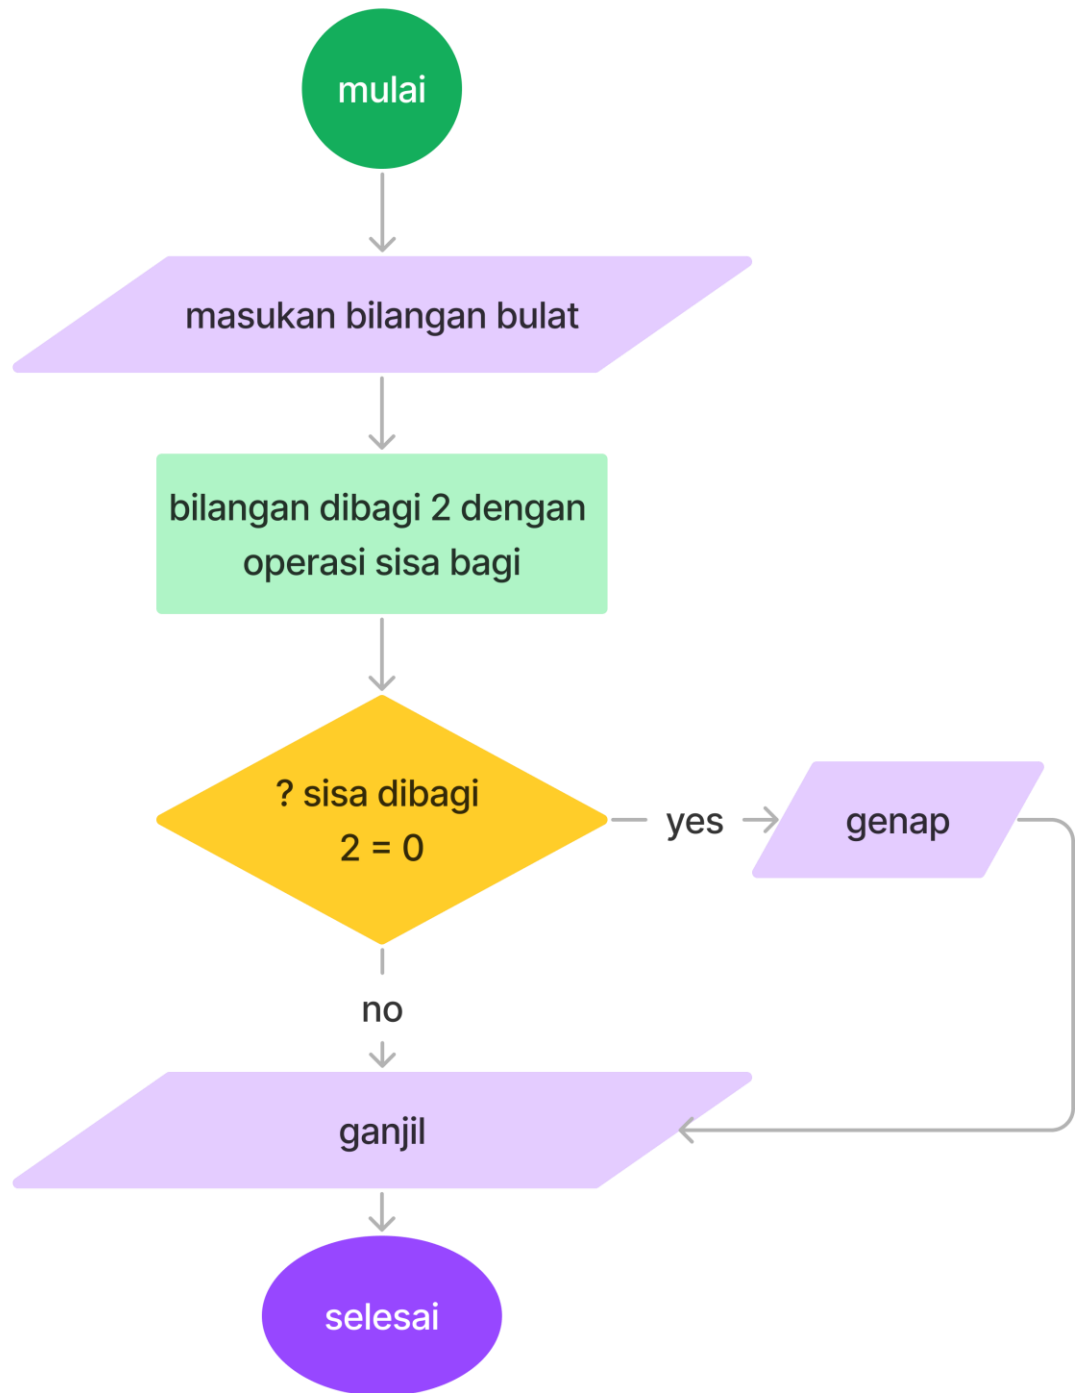 mulai
masukan bilangan bulat
bilangan dibagi 2 dengan
operasi sisa bagi
? sisa dibagi
2 = 0
yes
genap
no
ganjil
selesai